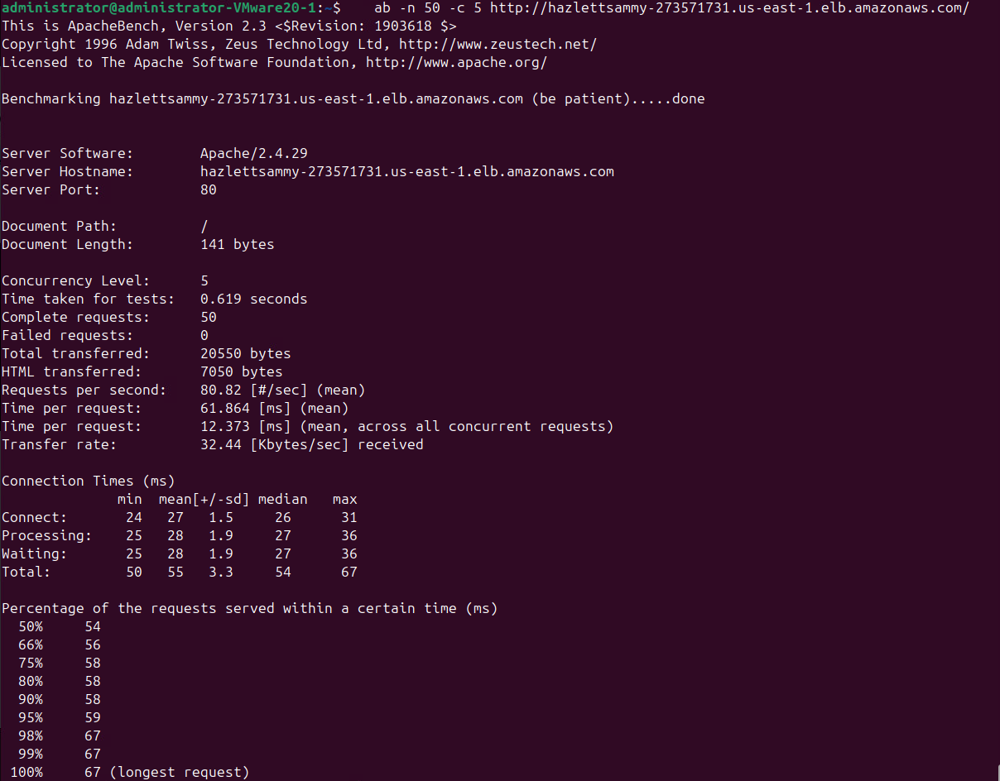 administrator@administrator-VMware20-1:~$    ab -n 50 -c 5 http://hazlettsammy-273571731.us-east-1.elb.amazonaws.com/
This is ApacheBench, Version 2.3 <$Revision: 1903618 $>
Copyright 1996 Adam Twiss, Zeus Technology Ltd, http://www.zeustech.net/
Licensed to The Apache Software Foundation, http://www.apache.org/

Benchmarking hazlettsammy-273571731.us-east-1.elb.amazonaws.com (be patient).....done


Server Software:        Apache/2.4.29
Server Hostname:        hazlettsammy-273571731.us-east-1.elb.amazonaws.com
Server Port:            80

Document Path:          /
Document Length:        141 bytes

Concurrency Level:      5
Time taken for tests:   0.619 seconds
Complete requests:      50
Failed requests:        0
Total transferred:      20550 bytes
HTML transferred:       7050 bytes
Requests per second:    80.82 [#/sec] (mean)
Time per request:       61.864 [ms] (mean)
Time per request:       12.373 [ms] (mean, across all concurrent requests)
Transfer rate:          32.44 [Kbytes/sec] received

Connection Times (ms)
              min  mean[+/-sd] median   max
Connect:       24   27   1.5     26      31
Processing:    25   28   1.9     27      36
Waiting:       25   28   1.9     27      36
Total:         50   55   3.3     54      67

Percentage of the requests served within a certain time (ms)
  50%     54
  66%     56
  75%     58
  80%     58
  90%     58
  95%     59
  98%     67
  99%     67
 100%     67 (longest request)